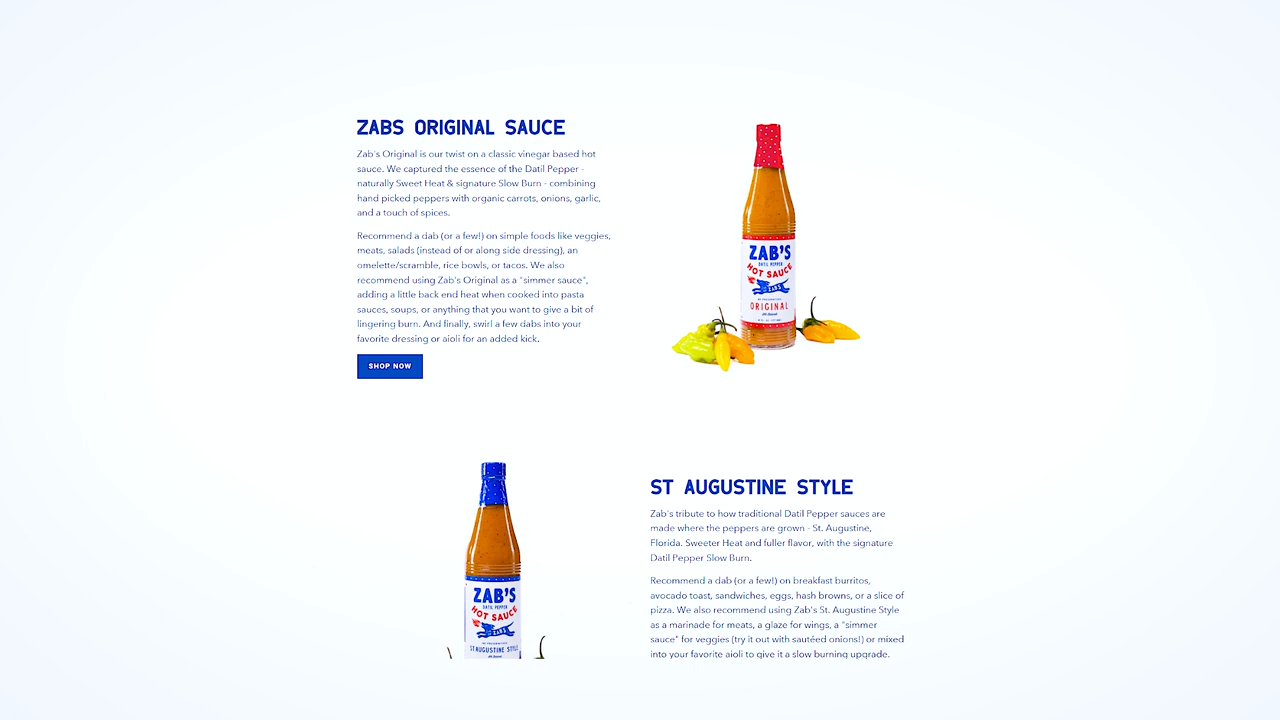 ZABS ORIGINAL SAUCE
Zab's Original is our twist on a classic vinegar based hot
sauce. We captured the essence of the Datil Pepper -
naturally Sweet Heat & signature Slow Burn - combining
hand picked peppers with organic carrots, onions, garlic,
and a touch of spices.
Recommend a dab (or a few!) on simple foods like veggies,
meats, salads (instead of or along side dressing), an
omelette/scramble, rice bowls, or tacos. We also
recommend using Zab's Original as a "simmer sauce",
adding a little back end heat when cooked into pasta
sauces, soups, or anything that you want to give a bit of
lingering burn. And finally, swirl a few dabs into your
favorite dressing or aioli for an added kick.
SHOP NOW
ZAB'S
DATIL PEPPER
HOT SAUCE
ZABS
ORIGINAL
ST AUGUSTINE STYLE
Zab's tribute to how traditional Datil Pepper sauces are
made where the peppers are grown - St. Augustine,
Florida. Sweeter Heat and fuller flavor, with the signature
Datil Pepper Slow Burn.
Recommend a dab (or a few!) on breakfast burritos,
avocado toast, sandwiches, eggs, hash browns, or a slice of
pizza. We also recommend using Zab's St. Augustine Style
as a marinade for meats, a glaze for wings, a "simmer
sauce" for veggies (try it out with sautéed onions!) or mixed
into your favorite aioli to give it a slow burning upgrade.
ZAB'S
DATIL PEPPER
HOT SAUCE
ZABS
ST AUGUSTINE STYLE